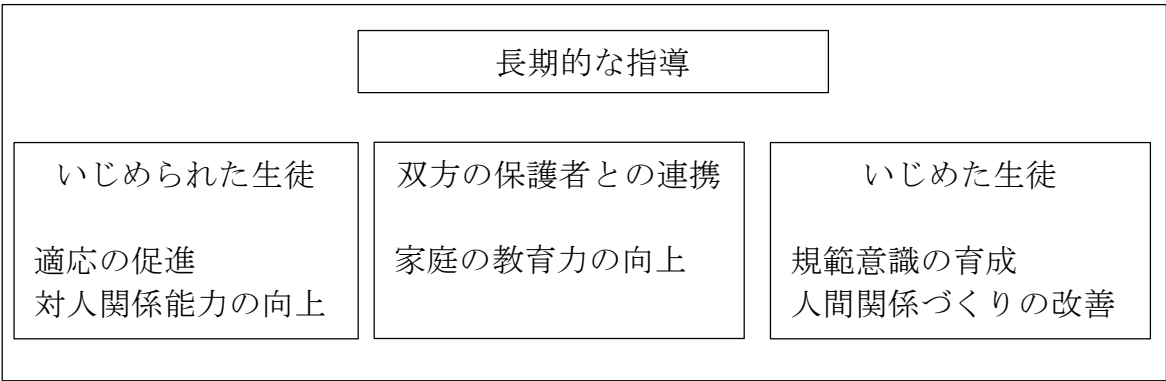 長期的な指導
いじめられた生徒
適応の促進
対人関係能力の向上
双方の保護者との連携
家庭の教育力の向上
いじめた生徒
規範意識の育成
人間関係づくりの改善